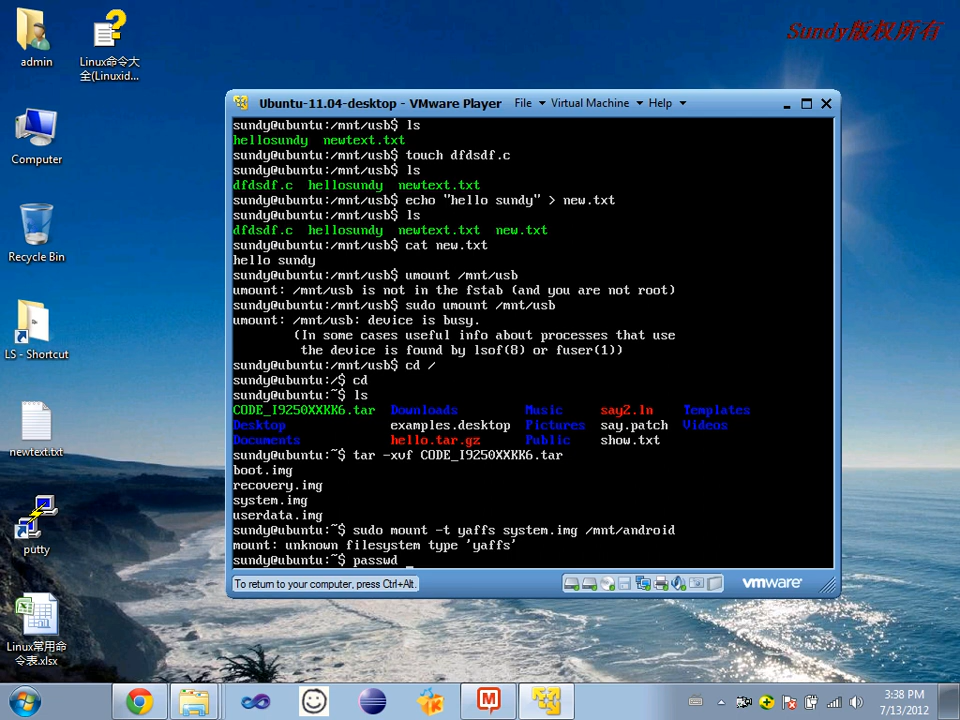 admin
Linux命令大
全(Linuxid...
Sundy版权所有
Computer
Recycle Bin
LS - Shortcut
newtext.txt
putty
Linux常用命
令表.xlsx
Ubuntu-11.04-desktop - VMware Player File Virtual Machine Help
sundy@ubuntu:/mnt/usb$ ls
hellosundy newtext.txt
sundy@ubuntu:/mnt/usb$ touch dfdsdf.c
sundy@ubuntu:/mnt/usb$ ls
dfdsdf.c hellosundy newtext.txt
sundy@ubuntu:/mnt/usb$ echo "hello sundy" > new.txt
sundy@ubuntu:/mnt/usb$ ls
dfdsdf.c hellosundy newtext.txt new.txt
sundy@ubuntu:/mnt/usb$ cat new.txt
hello sundy
sundy@ubuntu:/mnt/usb$ umount /mnt/usb
umount: /mnt/usb is not in the fstab (and you are not root)
sundy@ubuntu:/mnt/usb$ sudo umount /mnt/usb
umount: /mnt/usb: device is busy.
(In some cases useful info about processes that use
the device is found by lsof(8) or fuser(1))
sundy@ubuntu:/mnt/usb$ cd /
sundy@ubuntu:/$ cd
sundy@ubuntu:~$ ls
CODE_I9250XXKK6.tar Downloads Music say2.ln Templates
Desktop examples.desktop Pictures say.patch Videos
Documents hello.tar.gz Public show.txt
sundy@ubuntu:~$ tar -xvf CODE_I9250XXKK6.tar
boot.img
recovery.img
system.img
userdata.img
sundy@ubuntu:~$ sudo mount -t yaffs system.img /mnt/android
mount: unknown filesystem type 'yaffs'
sundy@ubuntu:~$ passwd _
To return to your computer, press Ctrl+Alt.
vmware
3:38 PM
7/13/2012